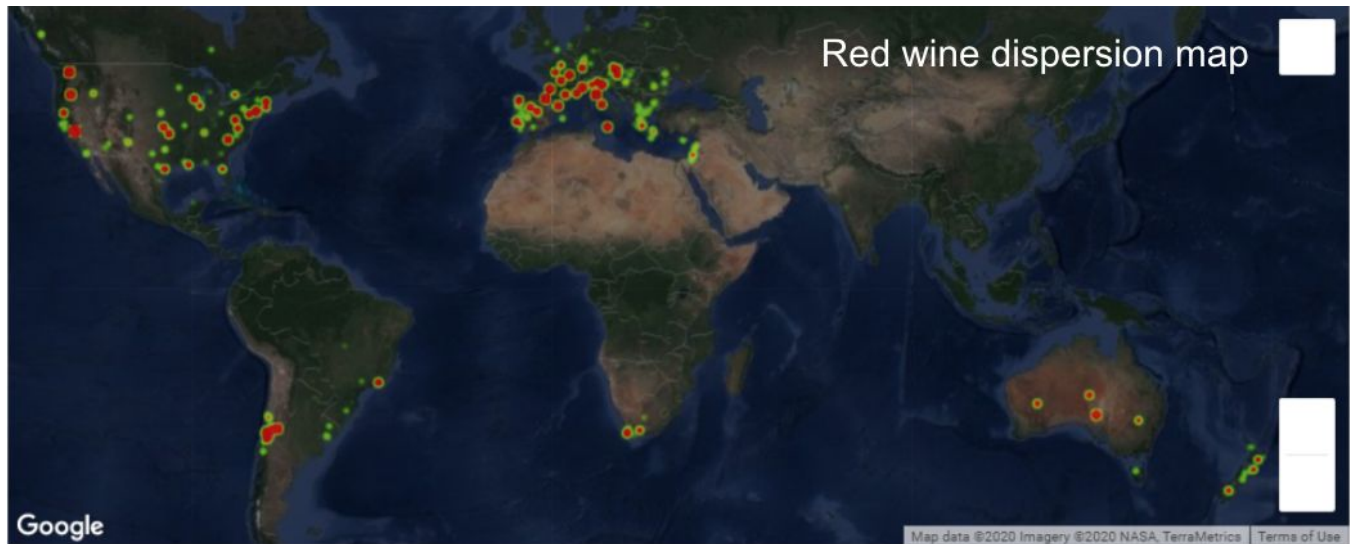 Red wine dispersion map
Google
Map data ©2020 Imagery ©2020 NASA, TerraMetrics
Terms of Use